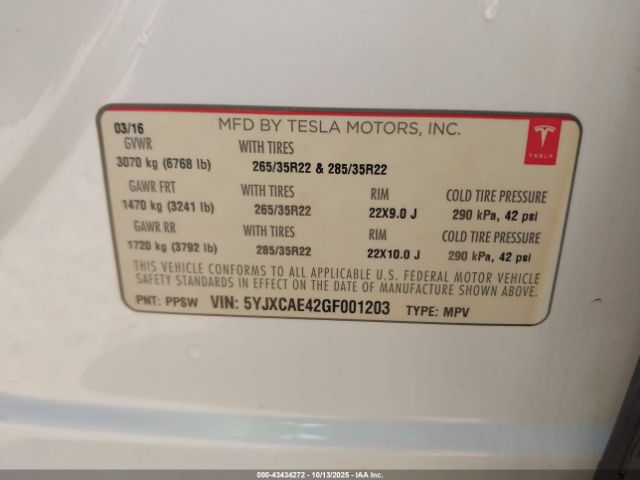 03/16 MFD BY TESLA MOTORS, INC.
TESLA
GVWR WITH TIRES
3070 kg (6768 lb) 265/35R22 & 285/35R22
GAWR FRT WITH TIRES RIM COLD TIRE PRESSURE
1470 kg (3241 lb) 265/35R22 22X9.0 J 290 kPa, 42 psi
GAWR RR WITH TIRES RIM COLD TIRE PRESSURE
1720 kg (3792 lb) 285/35R22 22X10.0 J 290 kPa, 42 psi
THIS VEHICLE CONFORMS TO ALL APPLICABLE U.S. FEDERAL MOTOR VEHICLE
SAFETY STANDARDS IN EFFECT ON THE DATE OF MANUFACTURE SHOWN ABOVE.
PNT: PPSW VIN: 5YJXCAE42GF001203 TYPE: MPV
000-43434272 - 10/13/2025 - IAA Inc.